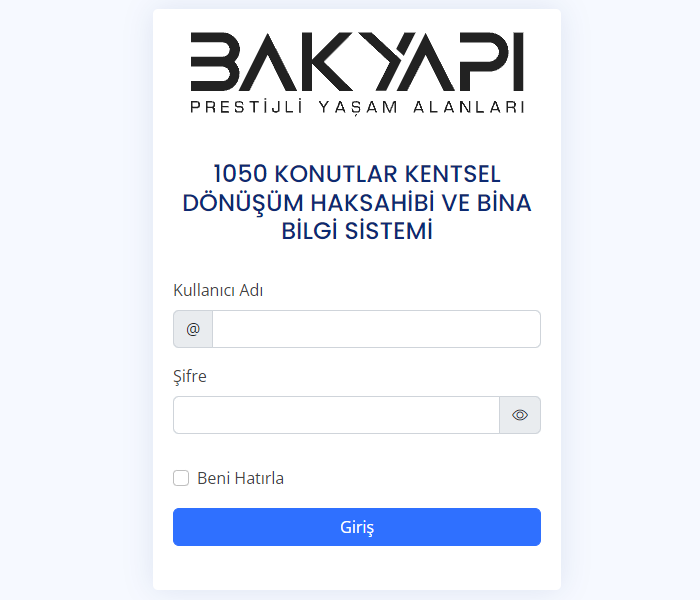 BAKYAPI
PRESTİJLİ YAŞAM ALANLARI
1050 KONUTLAR KENTSEL
DÖNÜŞÜM HAKSAHİBİ VE BİNA
BİLGİ SİSTEMİ
Kullanıcı Adı
@
Şifre
Beni Hatırla
Giriş